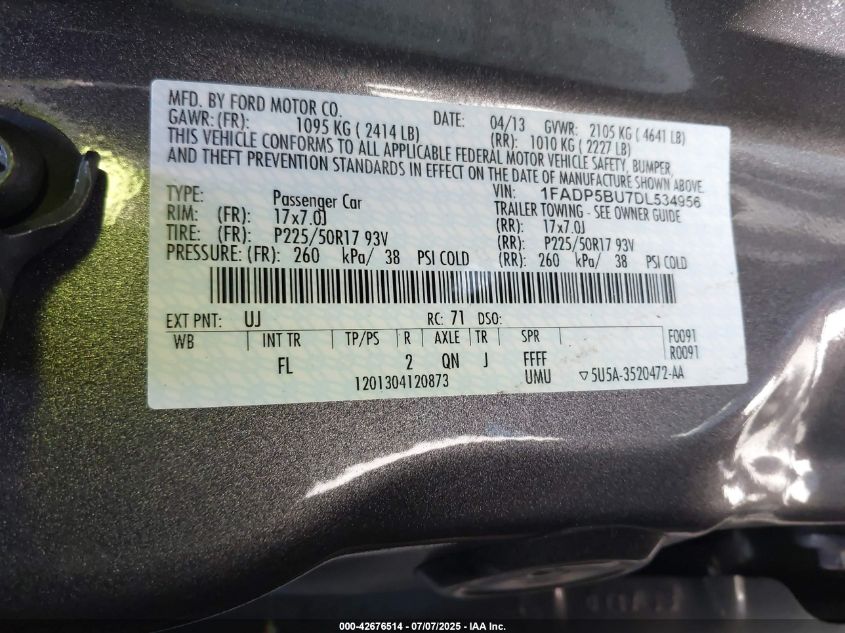 MFD. BY FORD MOTOR CO.
DATE: 04/13 GVWR: 2105 KG ( 4641 LB)
GAWR: (FR): 1095 KG ( 2414 LB) (RR): 1010 KG ( 2227 LB)
THIS VEHICLE CONFORMS TO ALL APPLICABLE FEDERAL MOTOR VEHICLE SAFETY, BUMPER,
AND THEFT PREVENTION STANDARDS IN EFFECT ON THE DATE OF MANUFACTURE SHOWN ABOVE.
VIN: 1FADP5BU7DL534956
TYPE: Passenger Car TRAILER TOWING - SEE OWNER GUIDE
RIM: (FR): 17x7.0J (RR): 17x7.0J
TIRE: (FR): P225/50R17 93V (RR): P225/50R17 93V
PRESSURE: (FR): 260 kPa/ 38 PSI COLD (RR): 260 kPa/ 38 PSI COLD
EXT PNT: UJ RC: 71 DSO:
WB INT TR TP/PS R AXLE TR SPR F0091
R0091
FL 2 QN J FFFF
1201304120873 UMU ▽5U5A-3520472-AA
000-42676514 / 07/07/2025 - IAA Inc.